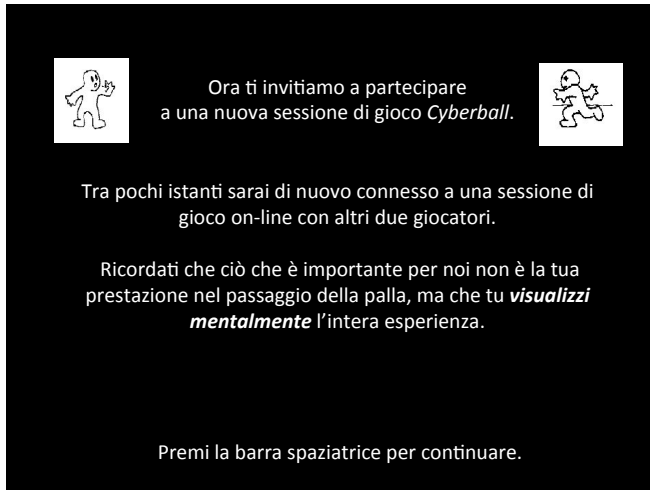 Ora ti invitiamo a partecipare
a una nuova sessione di gioco Cyberball.
Tra pochi istanti sarai di nuovo connesso a una sessione di
gioco on-line con altri due giocatori.
Ricordati che ciò che è importante per noi non è la tua
prestazione nel passaggio della palla, ma che tu visualizzi
mentalmente l’intera esperienza.
Premi la barra spaziatrice per continuare.